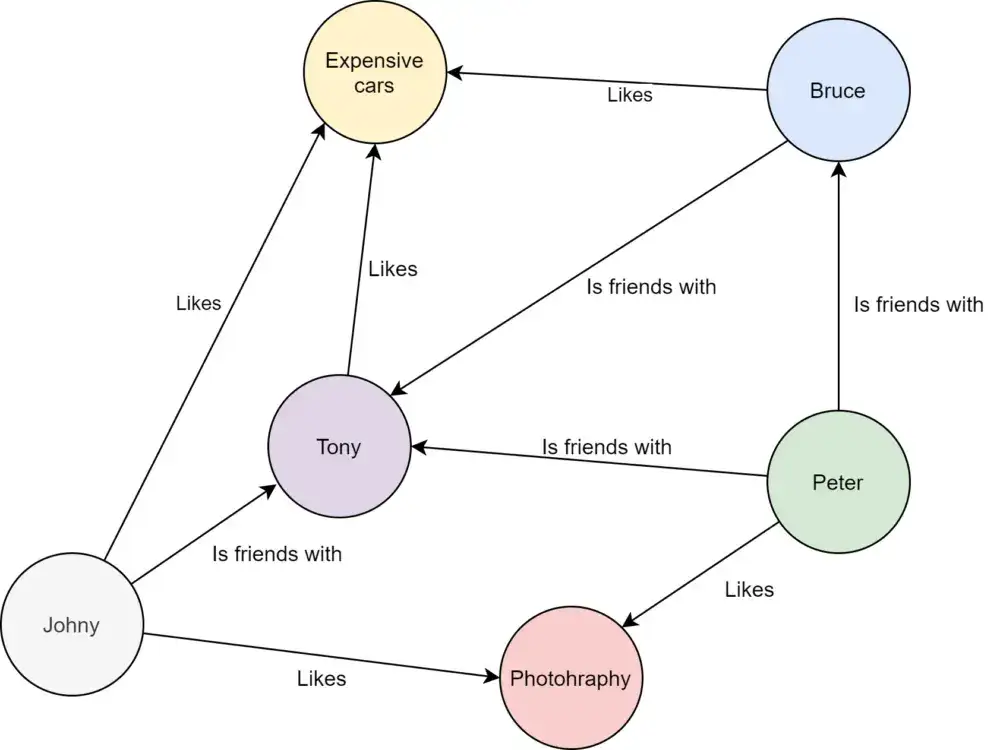 Expensive
cars
Bruce
Likes
Likes
Is friends with
Likes
Is friends with
Tony
Is friends with
Peter
Is friends with
Likes
Johny
Likes
Photohraphy